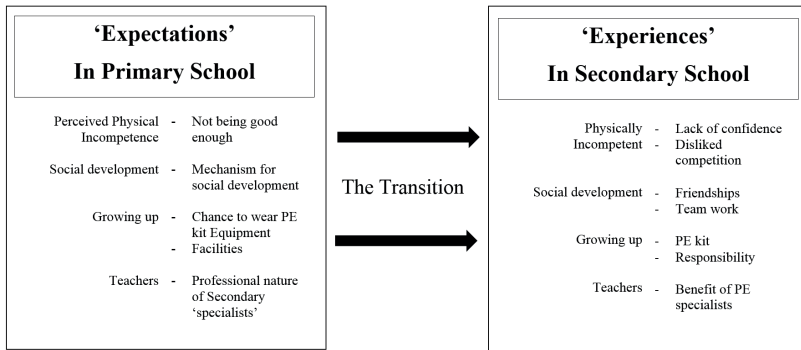 ‘Expectations’
In Primary School
Perceived Physical - Not being good
Incompetence enough
Social development - Mechanism for
social development
Growing up - Chance to wear PE
kit Equipment
- Facilities
Teachers - Professional nature
of Secondary
‘specialists’
The Transition
‘Experiences’
In Secondary School
Physically - Lack of confidence
Incompetent - Disliked
competition
Social development - Friendships
- Team work
Growing up - PE kit
- Responsibility
Teachers - Benefit of PE
specialists